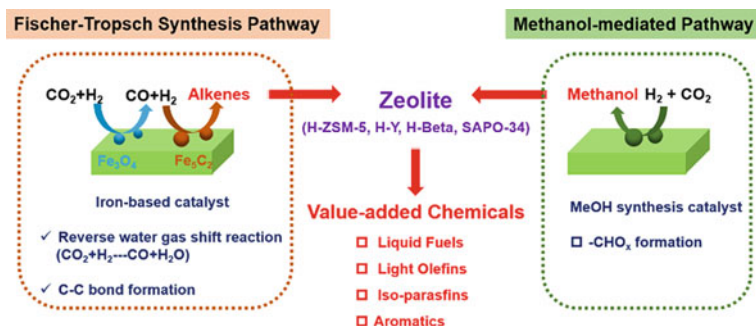 Fischer-Tropsch Synthesis Pathway
CO₂+H₂
CO+H₂
Alkenes
Fe₃O₄
Fe₅C₂
Iron-based catalyst
✓ Reverse water gas shift reaction
(CO₂+H₂---CO+H₂O)
✓ C-C bond formation
Zeolite
(H-ZSM-5, H-Y, H-Beta, SAPO-34)
Value-added Chemicals
☐ Liquid Fuels
☐ Light Olefins
☐ Iso-parasfins
☐ Aromatics
Methanol-mediated Pathway
Methanol
H₂ + CO₂
MeOH synthesis catalyst
☐ -CHOₓ formation